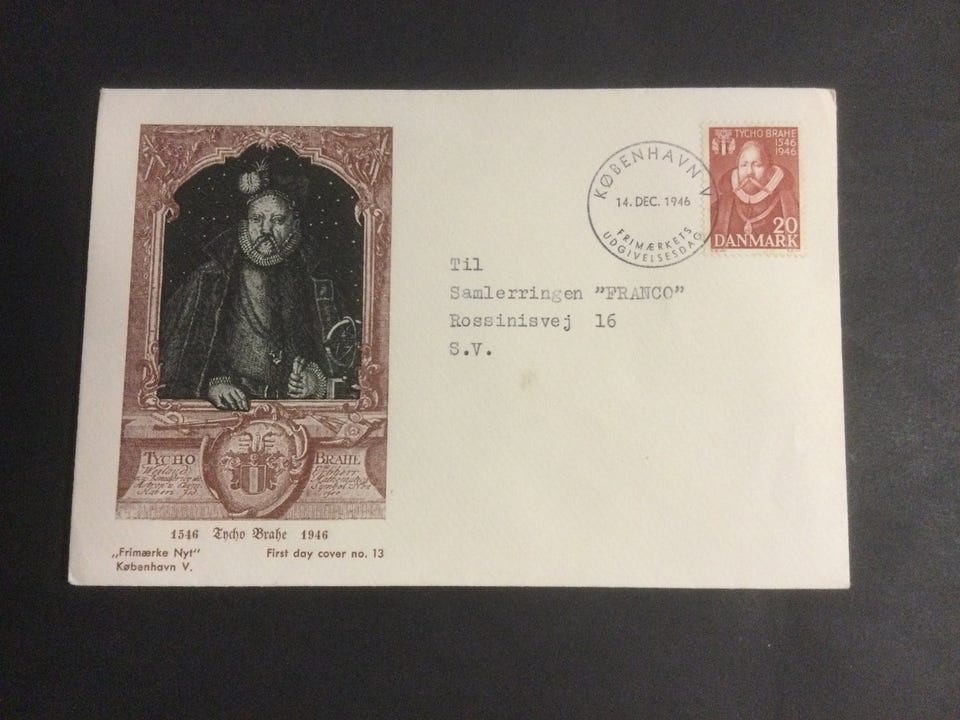 TYCHO BRAHE
1546
1946
20
DANMARK
KØBENHAVN V
14. DEC. 1946
FRIMÆRKETS
UDGIVELSESDAG
Til
Samlerringen "FRANCO"
Rossinisvej 16
S.V.
TYCHO BRAHE
1546 Tycho Brahe 1946
„Frimærke Nyt" First day cover no. 13
København V.